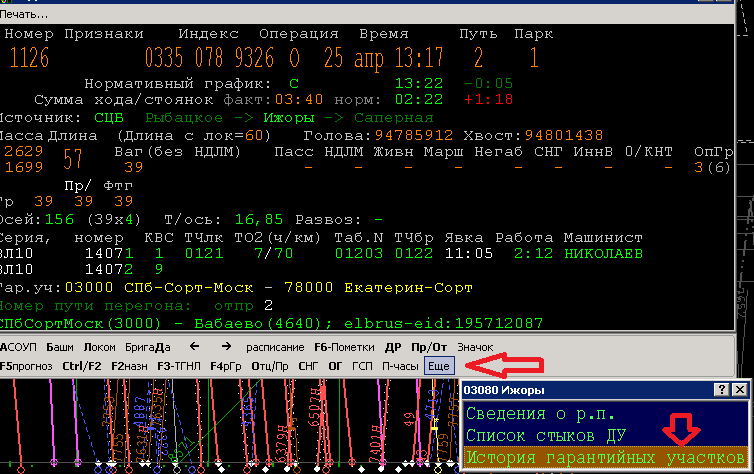 Печать...
Номер Признаки Индекс Операция Время Путь Парк
1126 0335 078 9326 О 25 апр 13:17 2 1
Нормативный график: С 13:22 -0:05
Сумма хода/стоянок факт:03:40 норм: 02:22 +1:18
Источник: СЦБ Рыбацкое -> Ижоры -> Саперная
Масса Длина (Длина с лок=60) Голова:94785912 Хвост:94801438
2629 57 Ваг(без НДЛМ) Пасс НДЛМ Живн Марш Негаб СНГ ИннВ О/КНТ ОпГр
1699 39 - - - - - - - - 3(6)
Пр/ Фтг
Гр 39 39 39
Осей:156 (39x4) Т/ось: 16,85 Развоз: -
Серия, номер КВС ТЧлк ТО2(ч/км) Таб.N ТЧбр Явка Работа Машинист
ВЛ10 14071 1 0121 7/70 01203 0122 11:05 2:12 НИКОЛАЕВ
ВЛ10 14072 9
Гар.уч:03000 СПб-Сорт-Моск - 78000 Екатерин-Сорт
Номер пути перегона: отпр 2
СПбСортМоск(3000) - Бабаево(4640); elbrus-eid:195712087
АСОУП Башм Локом БригаДа ← → расписание F6-Пометки ДР Пр/От Значок
F5прогноз Ctrl/F2 F2назн F3-ТГНЛ F4рГр Отц/Пр СНГ ОГ ГСП П-часы Еще
03080 Ижоры ? ×
Сведения о р.п.
Список стыков ДУ
История гарантийных участков
4887
6507Н
49